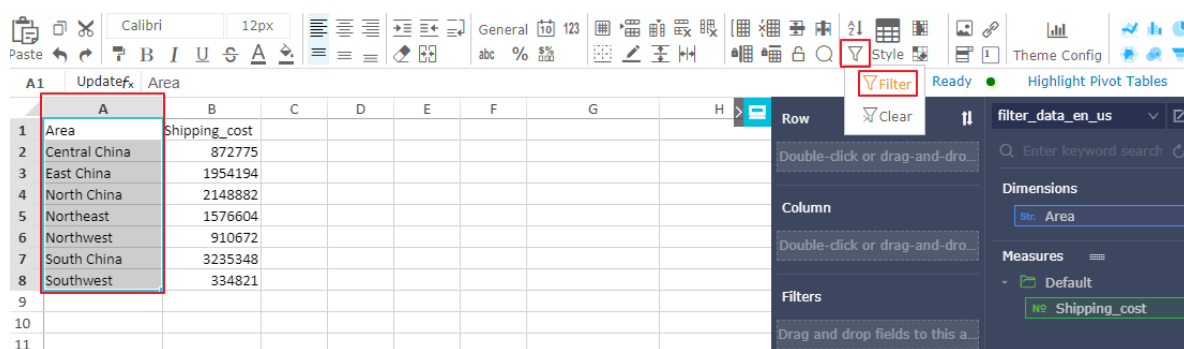 Calibri 12px General 10 123
Paste B I U S A abc % Style Theme Config
A1 Update fx Area Filter Ready Highlight Pivot Tables
A B C D E F G H
Row Clear filter_data_en_us
1 Area Shipping_cost
2 Central China 872775 Double-click or drag-and-dro... Enter keyword search
3 East China 1954194
4 North China 2148882 Dimensions
5 Northeast 1576604 Column Str. Area
6 Northwest 910672
7 South China 3235348 Double-click or drag-and-dro... Measures
8 Southwest 334821 Default
9 Filters Nº Shipping_cost
10
11 Drag and drop fields to this a...